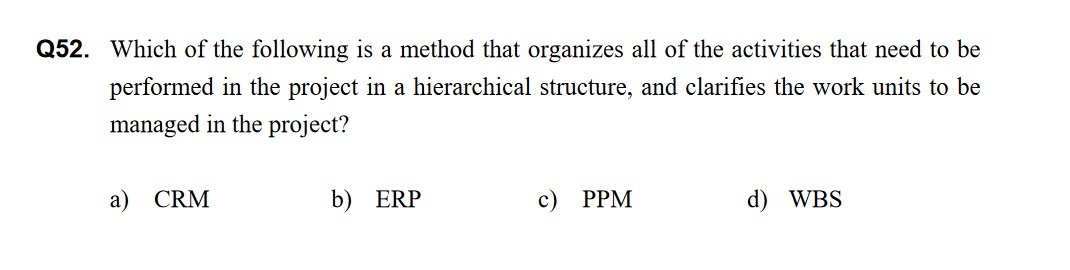 Q52. Which of the following is a method that organizes all of the activities that need to be
performed in the project in a hierarchical structure, and clarifies the work units to be
managed in the project?
a) CRM b) ERP c) PPM d) WBS